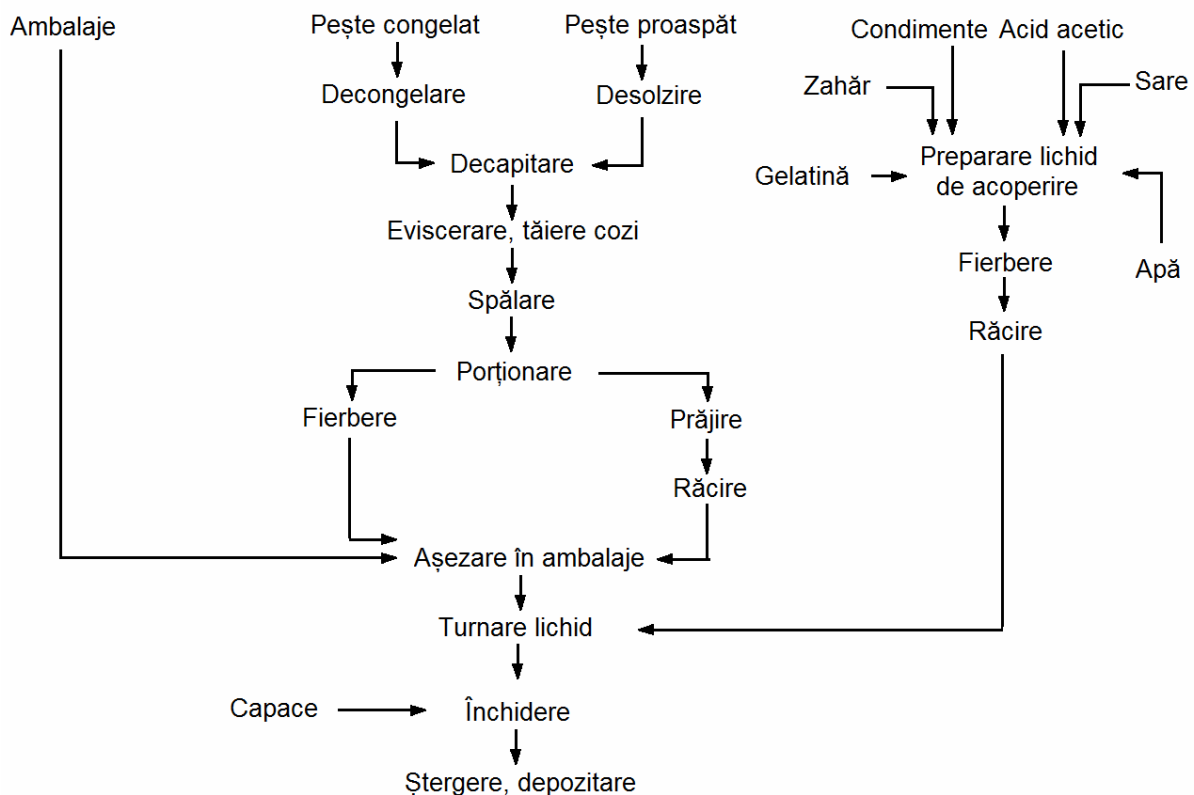 Ambalaje
Pește congelat
Pește proaspăt
Condimente
Acid acetic
Decongelare
Desolzire
Zahăr
Sare
Decapitare
Preparare lichid
de acoperire
Gelatină
Eviscerare, tăiere cozi
Fierbere
Apă
Spălare
Răcire
Porționare
Fierbere
Prăjire
Răcire
Așezare în ambalaje
Turnare lichid
Capace
Închidere
Ștergere, depozitare